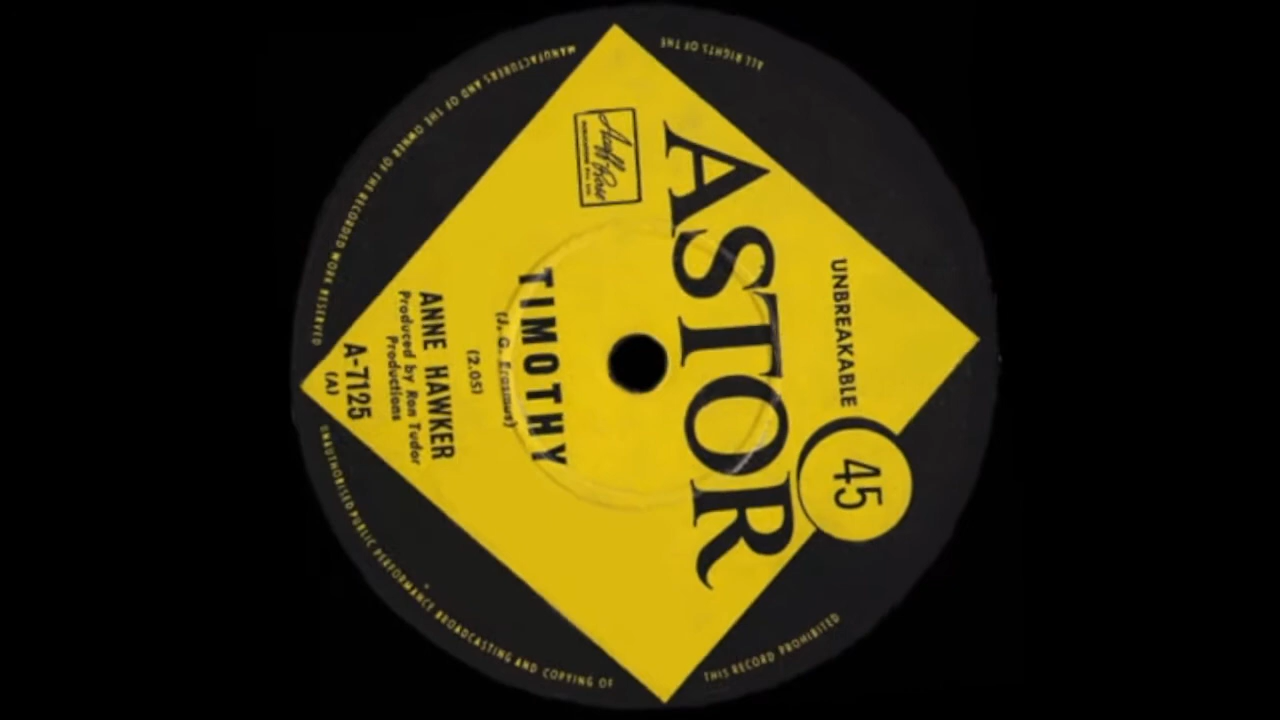 UNBREAKABLE
45
ASTOR
Acuff-Rose
TIMOTHY
(J. G. Erasmus)
(2.05)
ANNE HAWKER
Produced by Ron Tudor
Productions
A-7125
(A)
ALL RIGHTS OF THE MANUFACTURERS AND OF THE OWNER OF THE RECORDED WORK RESERVED
UNAUTHORISED PUBLIC PERFORMANCE BROADCASTING AND COPYING OF THIS RECORD PROHIBITED